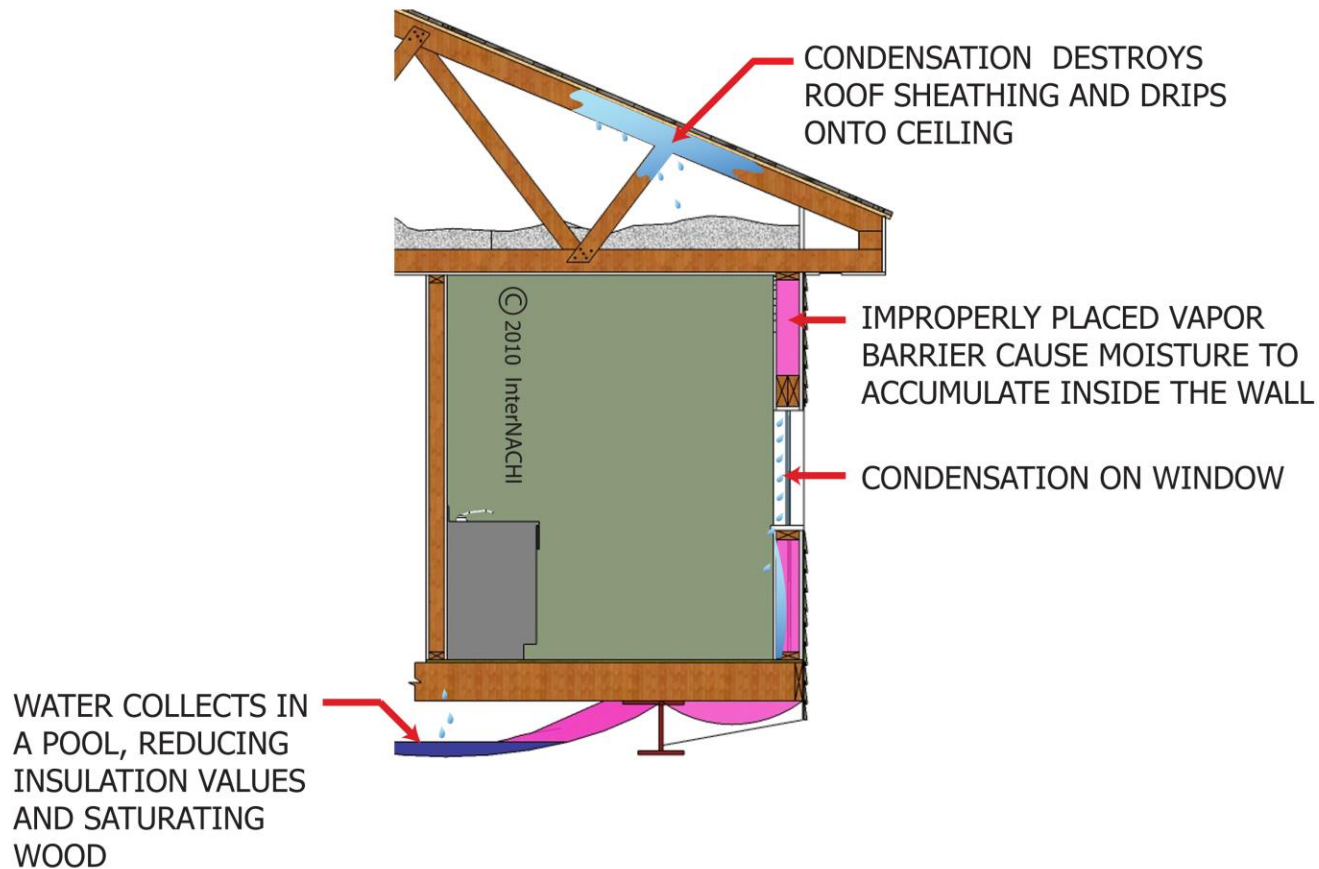 CONDENSATION DESTROYS
ROOF SHEATHING AND DRIPS
ONTO CEILING
© 2010 InterNACHI
IMPROPERLY PLACED VAPOR
BARRIER CAUSE MOISTURE TO
ACCUMULATE INSIDE THE WALL
CONDENSATION ON WINDOW
WATER COLLECTS IN
A POOL, REDUCING
INSULATION VALUES
AND SATURATING
WOOD